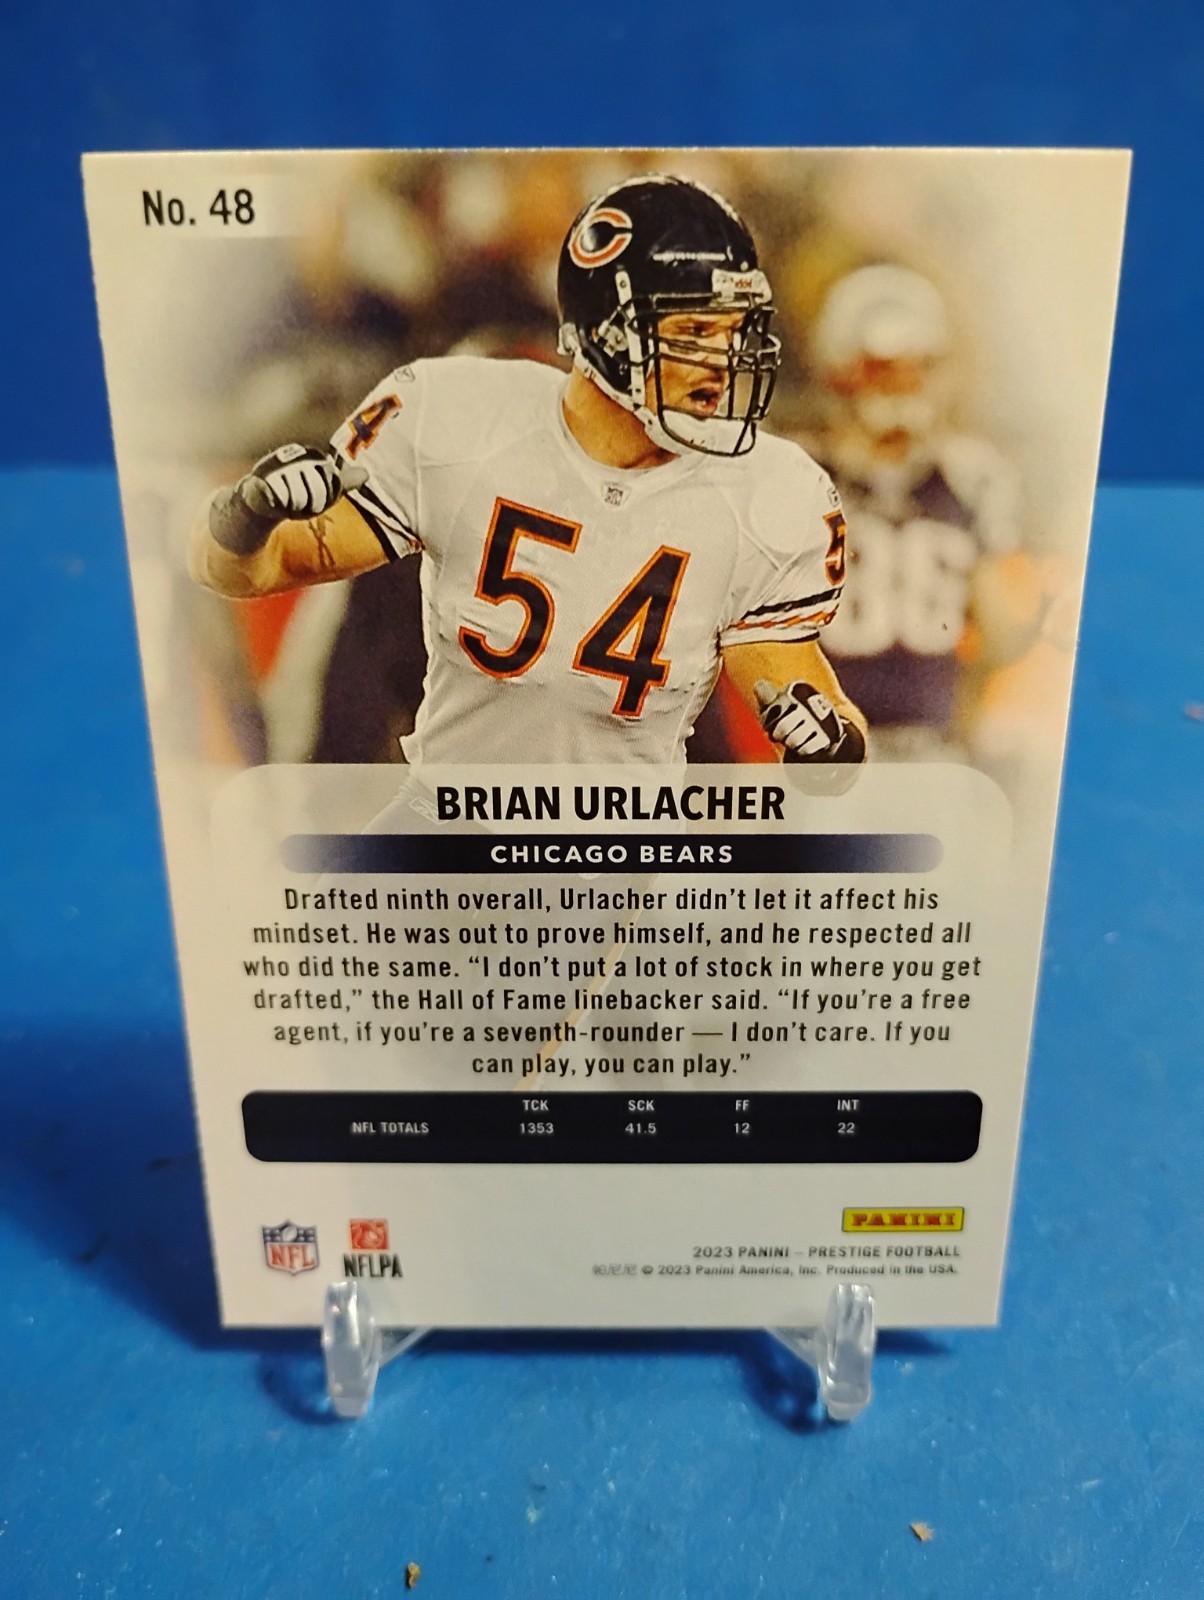 No. 48
54
54
5
86
BRIAN URLACHER
CHICAGO BEARS
Drafted ninth overall, Urlacher didn't let it affect his
mindset. He was out to prove himself, and he respected all
who did the same. “I don't put a lot of stock in where you get
drafted,” the Hall of Fame linebacker said. “If you're a free
agent, if you're a seventh-rounder — I don't care. If you
can play, you can play.”
TCK SCK FF INT
NFL TOTALS 1353 41.5 12 22
PANINI
NFL
NFLPA
2023 PANINI – PRESTIGE FOOTBALL
© 2023 Panini America, Inc. Produced in the USA.